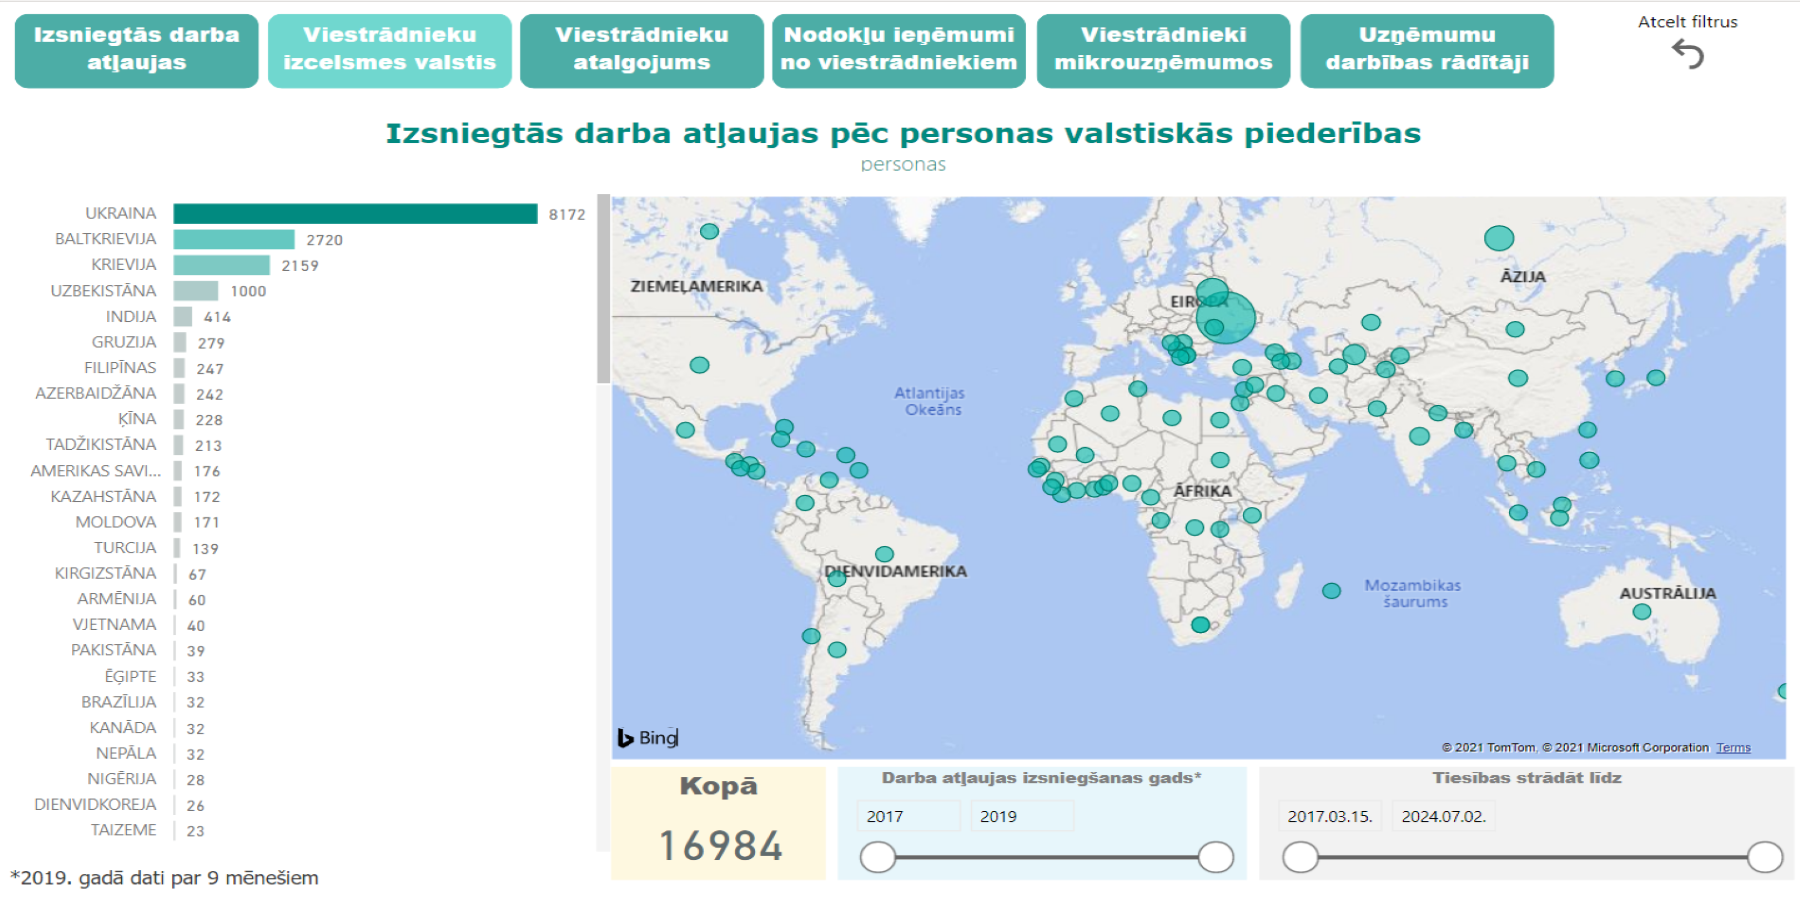 Izsniegtās darba
atļaujas
Viestrādnieku
izcelsmes valstis
Viestrādnieku
atalgojums
Nodokļu ieņēmumi
no viestrādniekiem
Viestrādnieki
mikrouzņēmumos
Uzņēmumu
darbības rādītāji
Atcelt filtrus
Izsniegtās darba atļaujas pēc personas valstiskās piederības
personas
UKRAINA 8172
BALTKRIEVIJA 2720
KRIEVIJA 2159
UZBEKISTĀNA 1000
INDIJA 414
GRUZIJA 279
FILIPĪNAS 247
AZERBAIDŽĀNA 242
ĶĪNA 228
TADŽIKISTĀNA 213
AMERIKAS SAVI... 176
KAZAHSTĀNA 172
MOLDOVA 171
TURCIJA 139
KIRGIZSTĀNA 67
ARMĒNIJA 60
VJETNAMA 40
PAKISTĀNA 39
ĒĢIPTE 33
BRAZĪLIJA 32
KANĀDA 32
NEPĀLA 32
NIGĒRIJA 28
DIENVIDKOREJA 26
TAIZEME 23
*2019. gadā dati par 9 mēnešiem
ZIEMEĻAMERIKA
EIROPA
ĀZIJA
Atlantijas
Okeāns
ĀFRIKA
DIENVIDAMERIKA
Mozambikas
šaurums
AUSTRĀLIJA
Bing
© 2021 TomTom, © 2021 Microsoft Corporation Terms
Kopā
16984
Darba atļaujas izsniegšanas gads*
2017 2019
Tiesības strādāt līdz
2017.03.15. 2024.07.02.